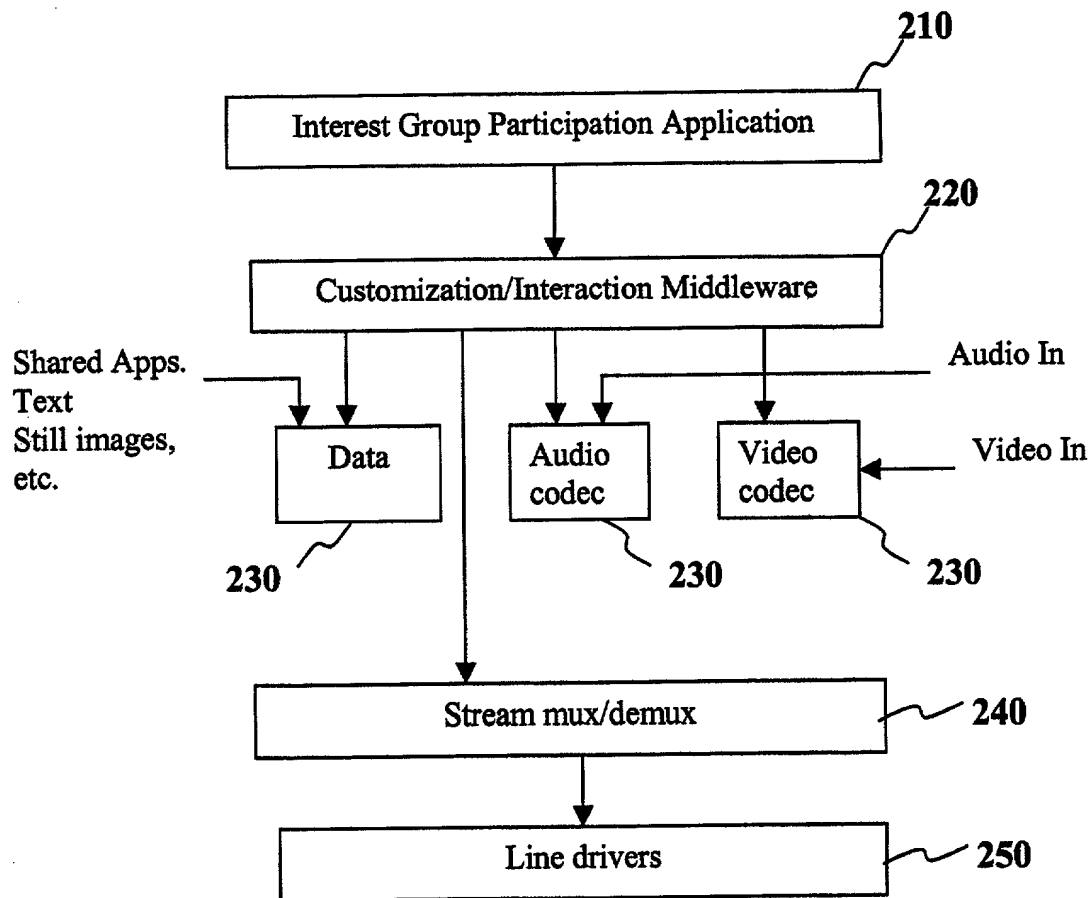 210
Interest Group Participation Application
220
Customization/Interaction Middleware
Shared Apps.
Text
Still images,
etc.
Audio In
Data
Audio
codec
Video
codec
Video In
230
230
230
Stream mux/demux
240
Line drivers
250